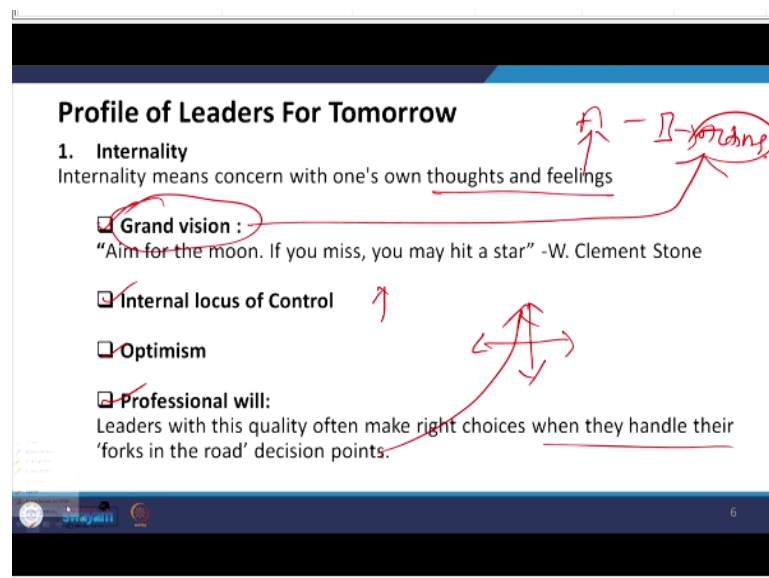 Profile of Leaders For Tomorrow
1. Internality
Internality means concern with one's own thoughts and feelings
Grand vision :
“Aim for the moon. If you miss, you may hit a star” -W. Clement Stone
Internal locus of Control
Optimism
Professional will:
Leaders with this quality often make right choices when they handle their
‘forks in the road’ decision points.
swayam
6